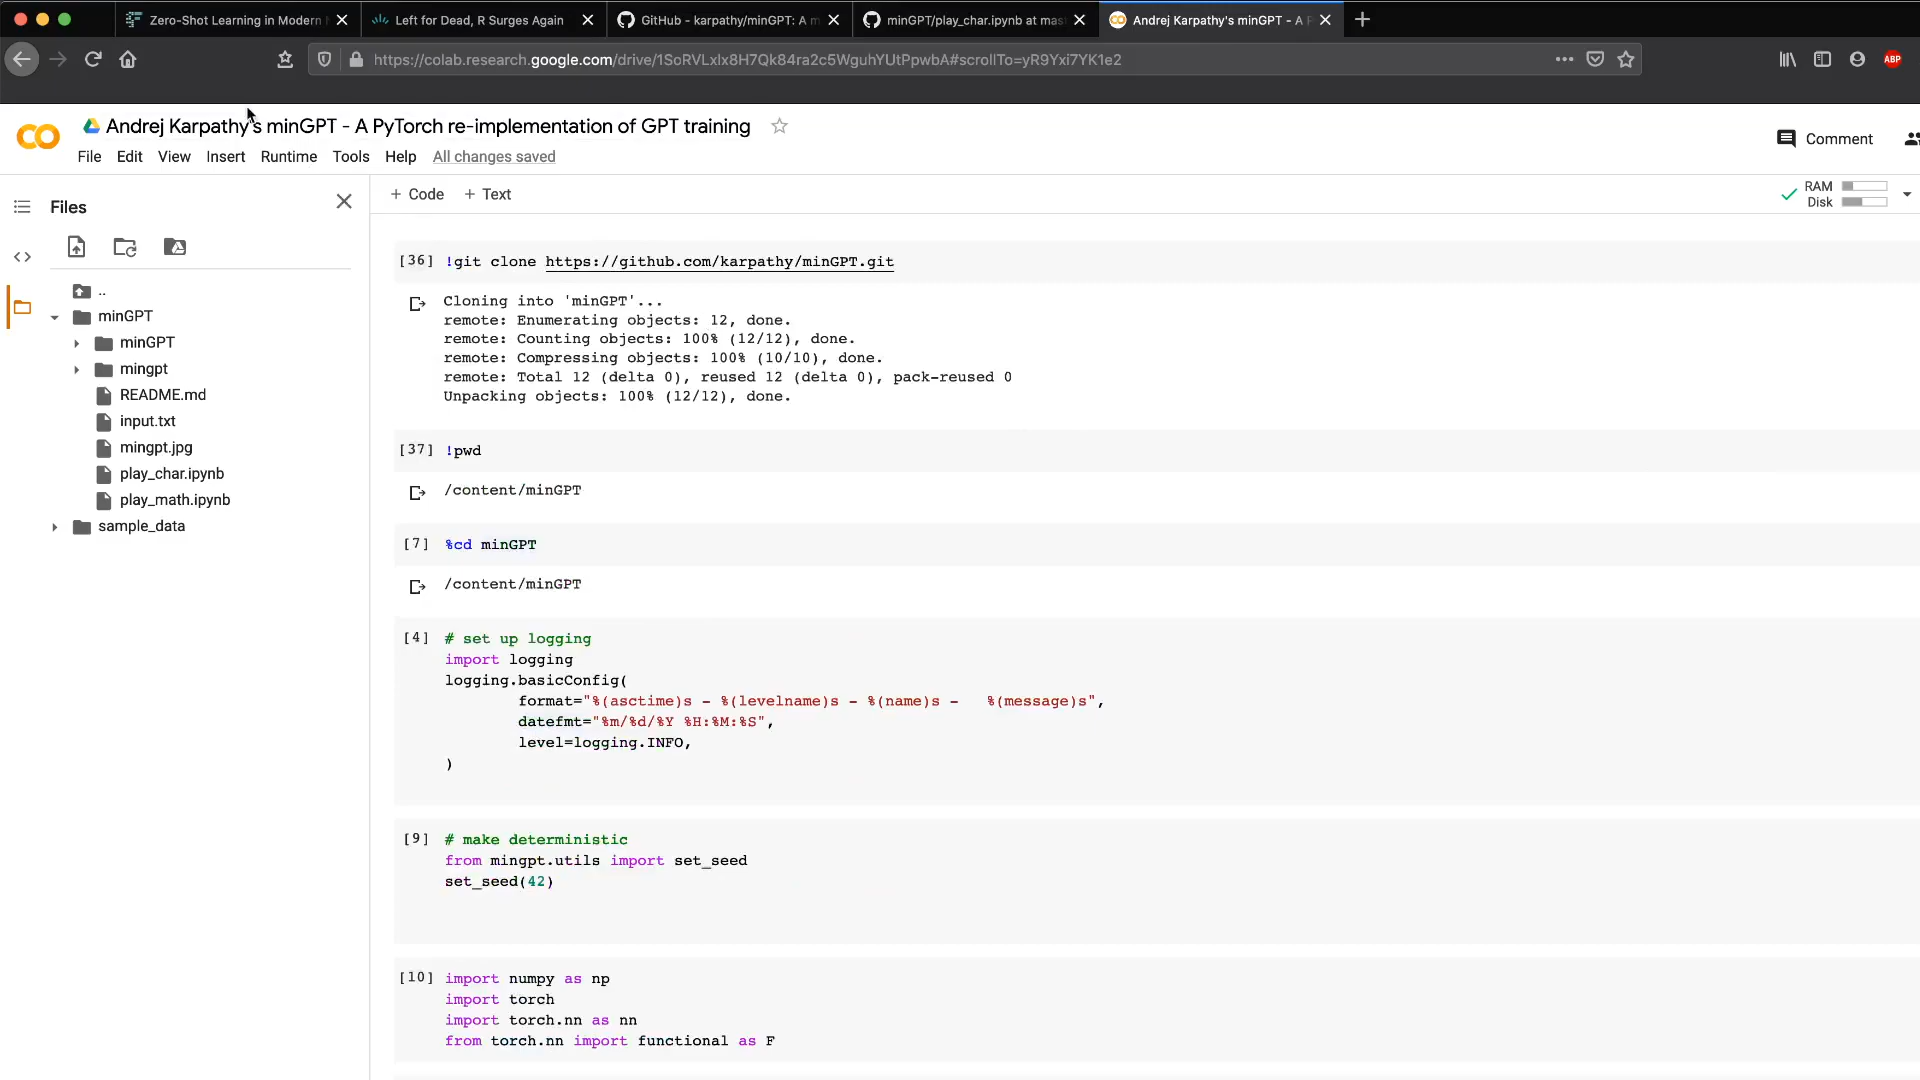 Zero-Shot Learning in Modern
Left for Dead, R Surges Again
GitHub - karpathy/minGPT: A m
minGPT/play_char.ipynb at mas
Andrej Karpathy's minGPT - A P
https://colab.research.google.com/drive/1SoRVLxlx8H7Qk84ra2c5WguhYUtPpwbA#scrollTo=yR9Yxi7YK1e2
ABP
Andrej Karpathy's minGPT - A PyTorch re-implementation of GPT training
Comment
File Edit View Insert Runtime Tools Help All changes saved
Files
+ Code + Text
RAM
Disk
..
minGPT
minGPT
mingpt
README.md
input.txt
mingpt.jpg
play_char.ipynb
play_math.ipynb
sample_data
[36] !git clone https://github.com/karpathy/minGPT.git
Cloning into 'minGPT'...
remote: Enumerating objects: 12, done.
remote: Counting objects: 100% (12/12), done.
remote: Compressing objects: 100% (10/10), done.
remote: Total 12 (delta 0), reused 12 (delta 0), pack-reused 0
Unpacking objects: 100% (12/12), done.
[37] !pwd
/content/minGPT
[7] %cd minGPT
/content/minGPT
[4] # set up logging
import logging
logging.basicConfig(
format="%(asctime)s - %(levelname)s - %(name)s -   %(message)s",
datefmt="%m/%d/%Y %H:%M:%S",
level=logging.INFO,
)
[9] # make deterministic
from mingpt.utils import set_seed
set_seed(42)
[10] import numpy as np
import torch
import torch.nn as nn
from torch.nn import functional as F